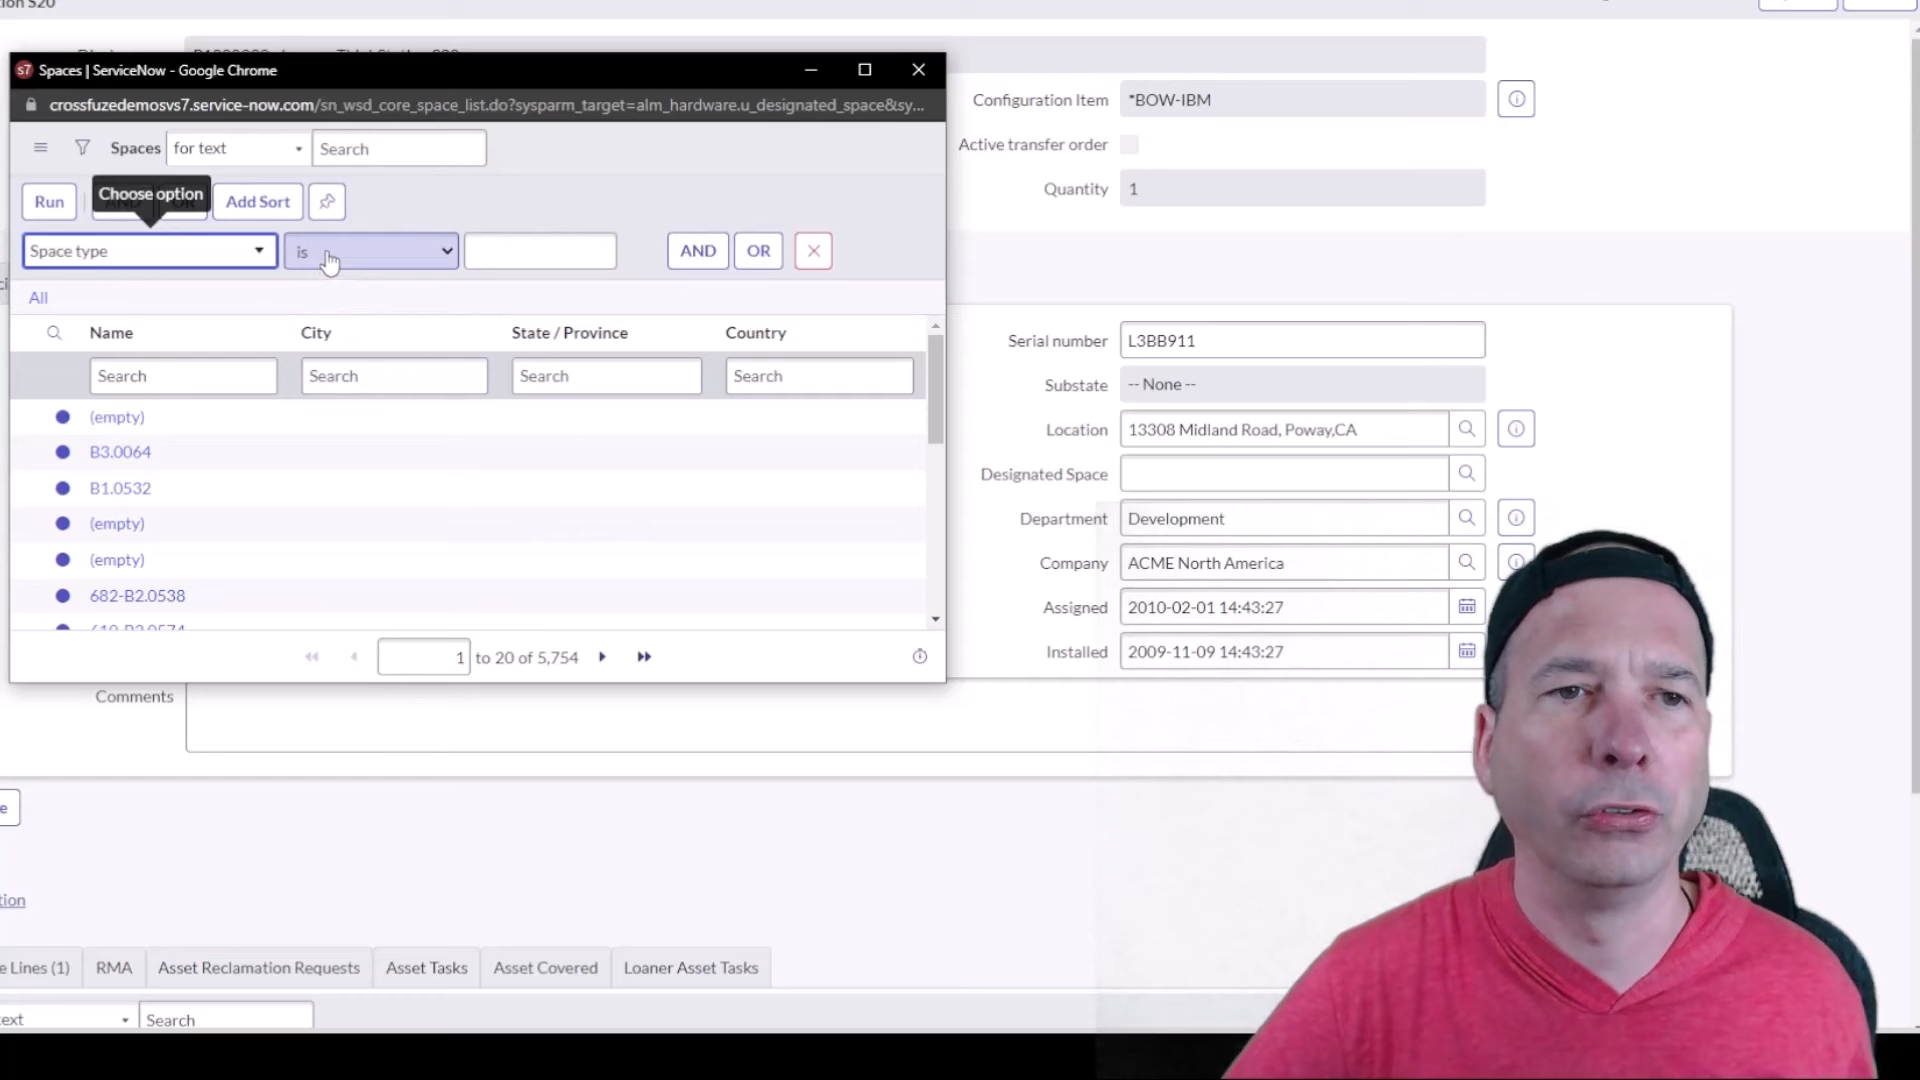 Spaces | ServiceNow - Google Chrome
crossfuzedemosvs7.service-now.com/sn_wsd_core_space_list.do?sysparm_target=alm_hardware.u_designated_space&sy...
Spaces for text Search
Run Choose option Add Sort
Space type is AND OR
All
Name City State / Province Country
Search Search Search Search
(empty)
B3.0064
B1.0532
(empty)
(empty)
682-B2.0538
1 to 20 of 5,754
Configuration Item *BOW-IBM
Active transfer order
Quantity 1
Serial number L3BB911
Substate -- None --
Location 13308 Midland Road, Poway,CA
Designated Space
Department Development
Company ACME North America
Assigned 2010-02-01 14:43:27
Installed 2009-11-09 14:43:27
Comments
e
tion
e Lines (1) RMA Asset Reclamation Requests Asset Tasks Asset Covered Loaner Asset Tasks
ext Search